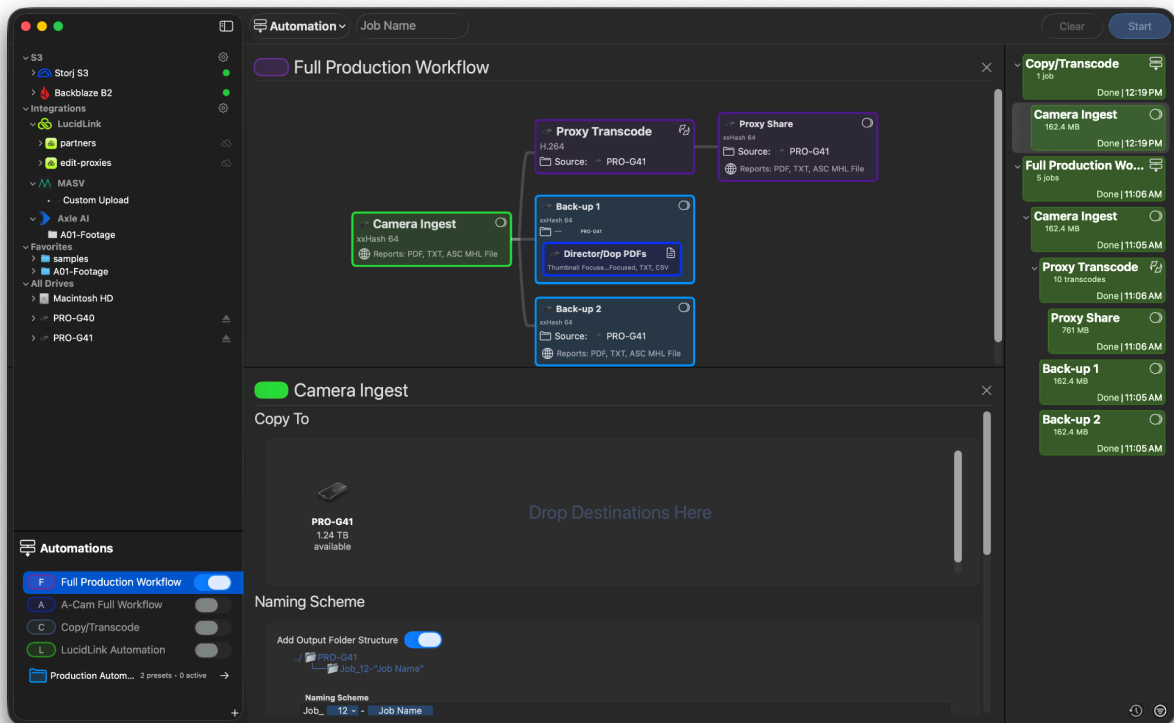 Automation
Job Name
Clear
Start
S3
Storj S3
Backblaze B2
Integrations
LucidLink
partners
edit-proxies
MASV
Custom Upload
Axle AI
A01-Footage
Favorites
samples
A01-Footage
All Drives
Macintosh HD
PRO-G40
PRO-G41
Automations
F Full Production Workflow
A A-Cam Full Workflow
C Copy/Transcode
L LucidLink Automation
Production Autom... 2 presets - 0 active
Full Production Workflow
Camera Ingest
xxHash 64
Reports: PDF, TXT, ASC MHL File
Proxy Transcode
H.264
Source: PRO-G41
Proxy Share
xxHash 64
Source: PRO-G41
Reports: PDF, TXT, ASC MHL File
Back-up 1
xxHash 64
PRO-G41
Director/Dop PDFs
Thumbnail Focuse...Focused, TXT, CSV
Back-up 2
xxHash 64
Source: PRO-G41
Reports: PDF, TXT, ASC MHL File
Camera Ingest
Copy To
PRO-G41
1.24 TB
available
Drop Destinations Here
Naming Scheme
Add Output Folder Structure
../ PRO-G41
Job_12-"Job Name"
Naming Scheme
Job_ 12 - Job Name
Copy/Transcode
1 job
Done | 12:19 PM
Camera Ingest
162.4 MB
Done | 12:19 PM
Full Production Wo...
5 jobs
Done | 11:06 AM
Camera Ingest
162.4 MB
Done | 11:05 AM
Proxy Transcode
10 transcodes
Done | 11:06 AM
Proxy Share
761 MB
Done | 11:06 AM
Back-up 1
162.4 MB
Done | 11:05 AM
Back-up 2
162.4 MB
Done | 11:05 AM